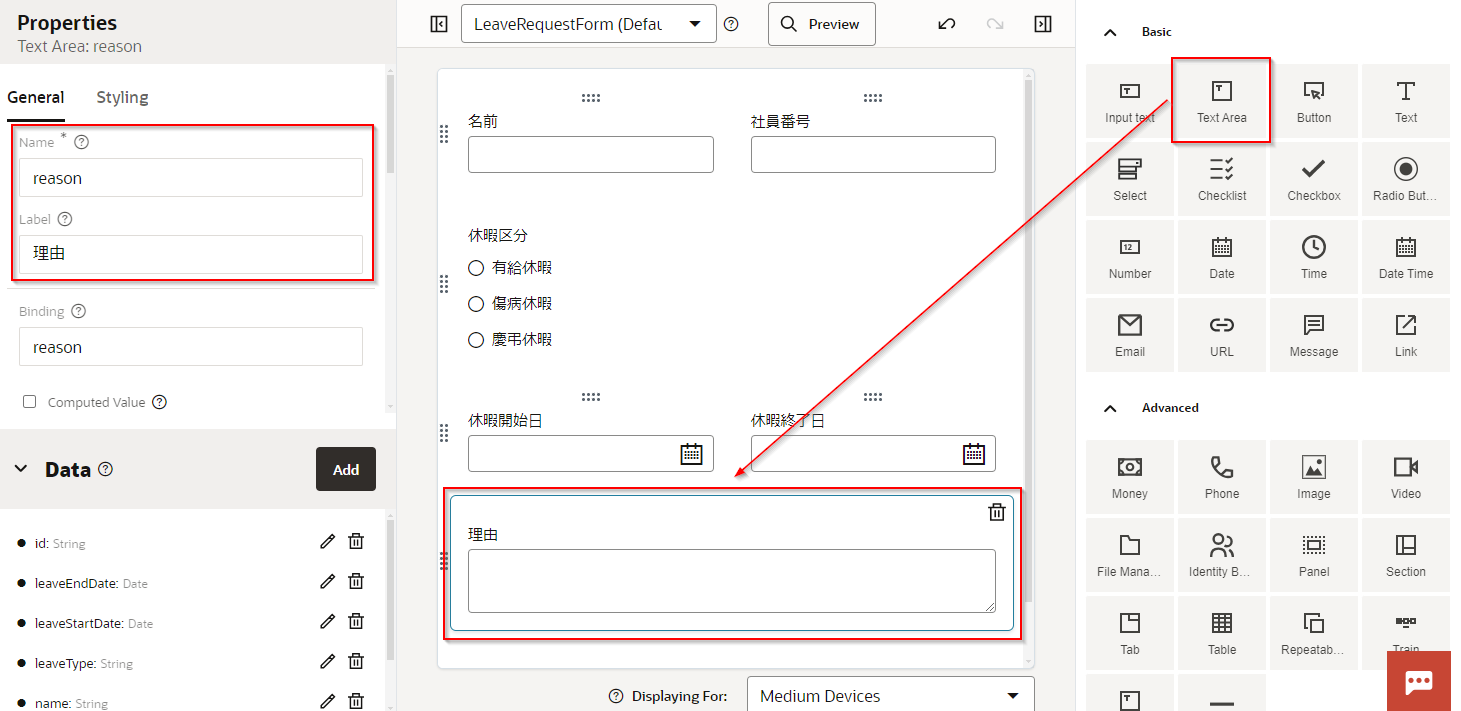 Properties
Text Area: reason
General
Styling
Name *
reason
Label
理由
Binding
reason
Computed Value
Data
Add
id: String
leaveEndDate: Date
leaveStartDate: Date
leaveType: String
name: String
LeaveRequestForm (Defau
Preview
名前
社員番号
休暇区分
有給休暇
傷病休暇
慶弔休暇
休暇開始日
休暇終了日
理由
Displaying For:
Medium Devices
Basic
Input text
Text Area
Button
Text
Select
Checklist
Checkbox
Radio But...
Number
Date
Time
Date Time
Email
URL
Message
Link
Advanced
Money
Phone
Image
Video
File Mana...
Identity B...
Panel
Section
Tab
Table
Repeatab...
Train